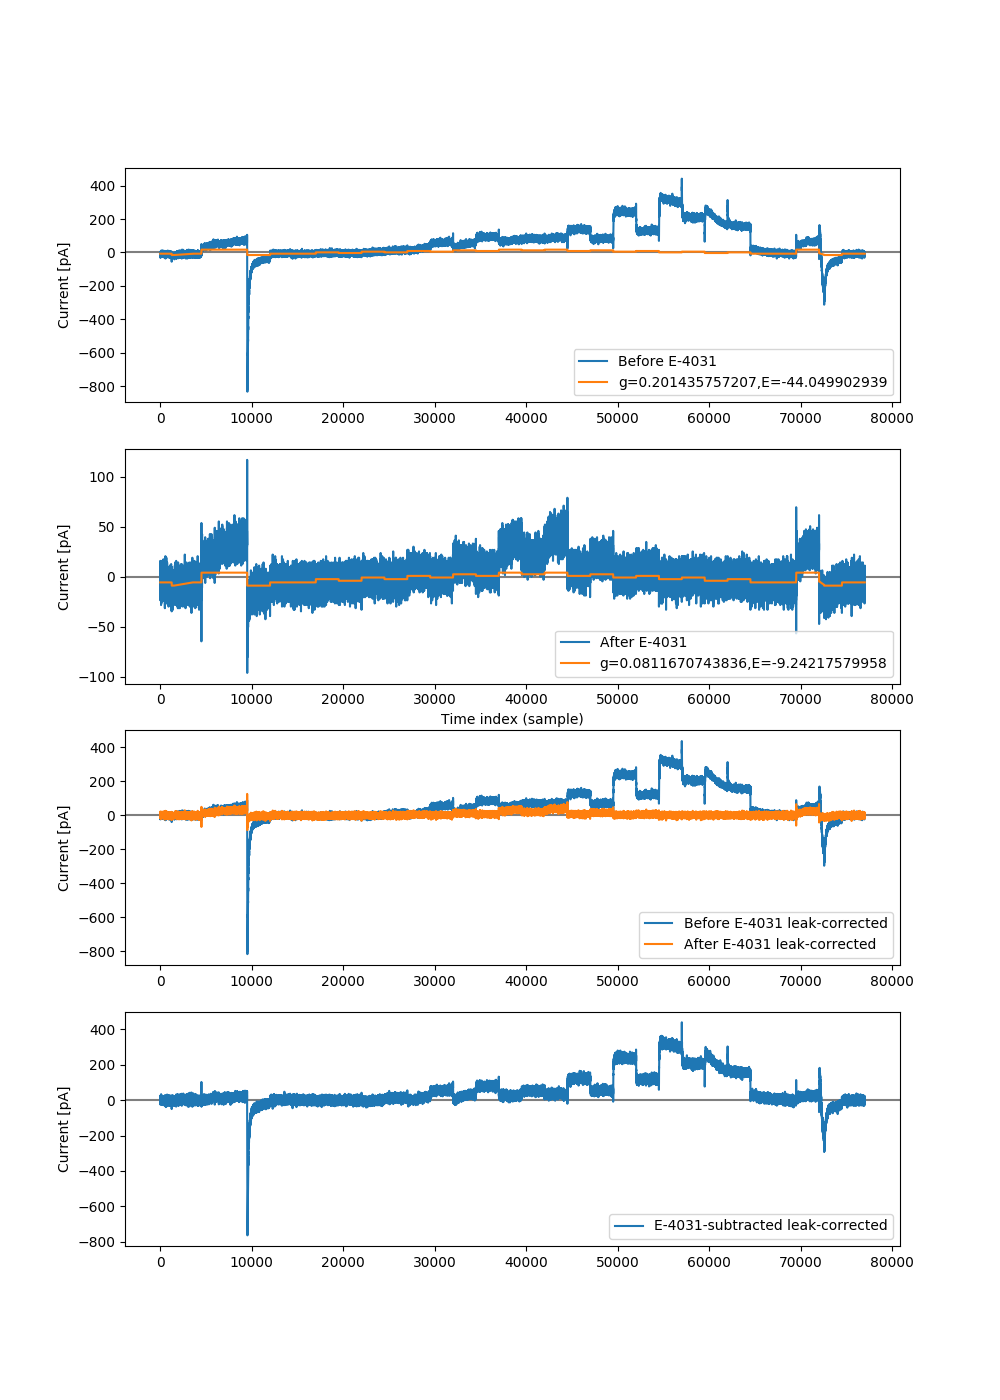 400
200
0
−200
−400
−600
−800
Current [pA]
Before E-4031
g=0.201435757207,E=-44.049902939
0 10000 20000 30000 40000 50000 60000 70000 80000
100
50
0
−50
−100
Current [pA]
After E-4031
g=0.0811670743836,E=-9.24217579958
0 10000 20000 30000 40000 50000 60000 70000 80000
Time index (sample)
400
200
0
−200
−400
−600
−800
Current [pA]
Before E-4031 leak-corrected
After E-4031 leak-corrected
0 10000 20000 30000 40000 50000 60000 70000 80000
400
200
0
−200
−400
−600
−800
Current [pA]
E-4031-subtracted leak-corrected
0 10000 20000 30000 40000 50000 60000 70000 80000